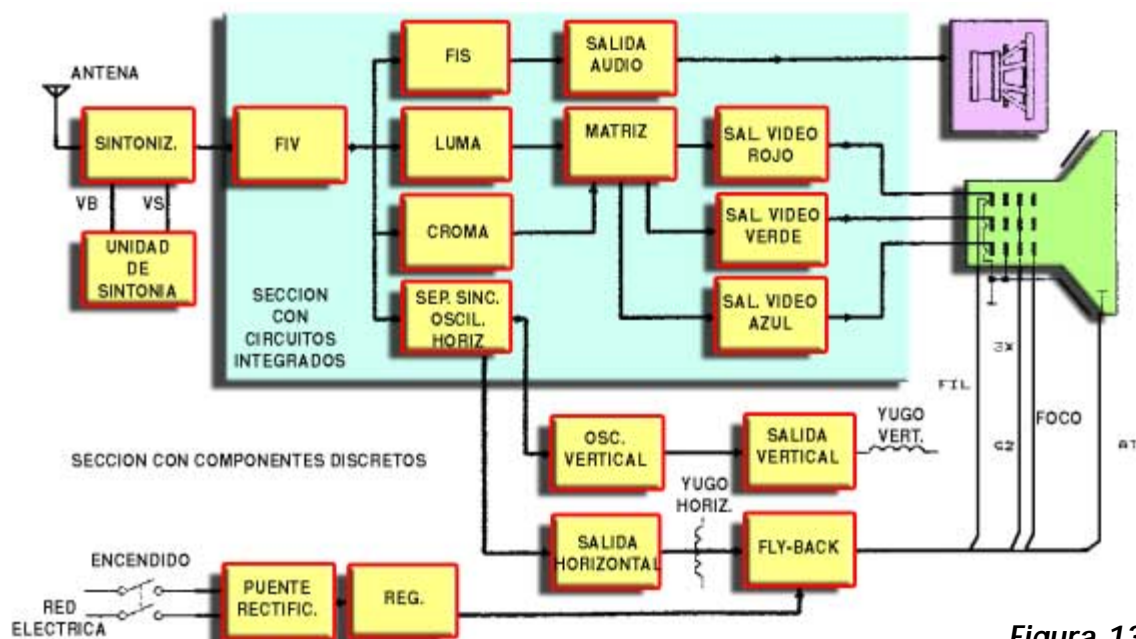 ANTENA
SINTONIZ.
VB
VS
UNIDAD
DE
SINTONIA
FIV
FIS
SALIDA
AUDIO
LUMA
MATRIZ
SAL. VIDEO
ROJO
CROMA
SAL. VIDEO
VERDE
SEP. SINC.
OSCIL.
HORIZ
SAL. VIDEO
AZUL
SECCION
CON
CIRCUITOS
INTEGRADOS
FIL
G2
FOCO
AT
OSC.
VERTICAL
SALIDA
VERTICAL
YUGO
VERT.
SECCION CON COMPONENTES DISCRETOS
YUGO
HORIZ.
SALIDA
HORIZONTAL
FLY-BACK
ENCENDIDO
RED
ELECTRICA
PUENTE
RECTIFIC.
REG.
Figura 13